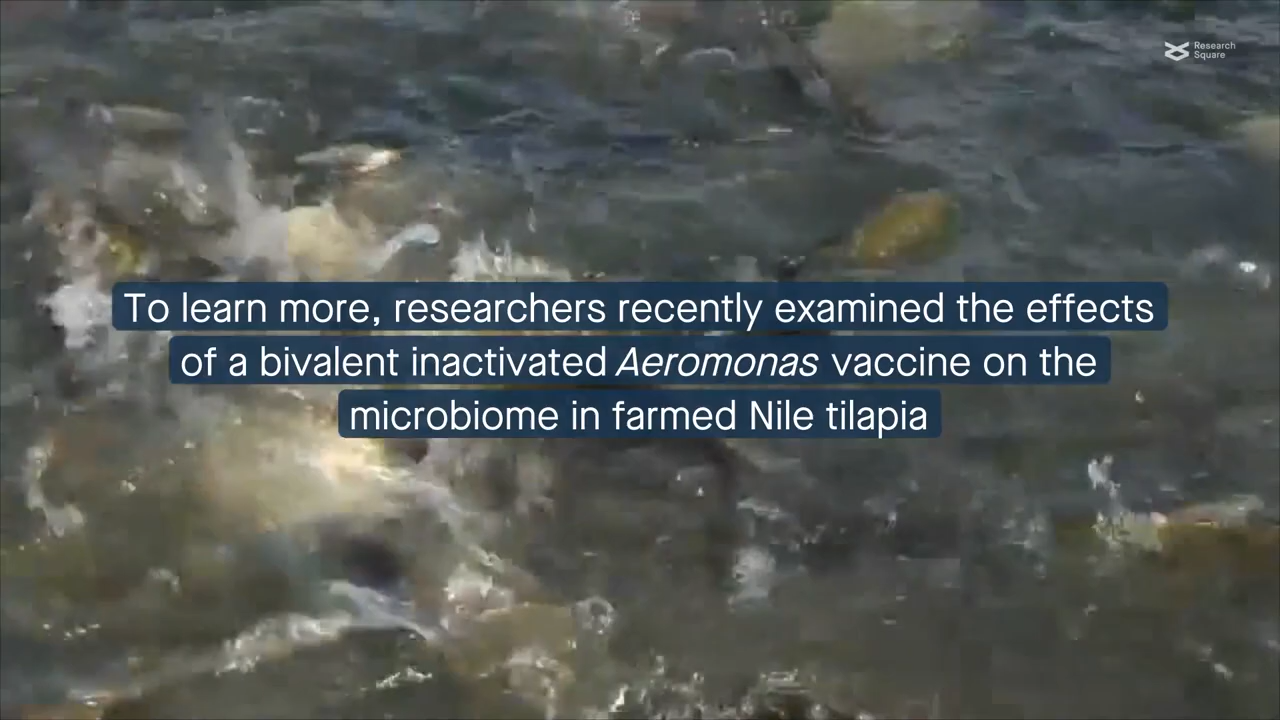 Research
Square
To learn more, researchers recently examined the effects
of a bivalent inactivated Aeromonas vaccine on the
microbiome in farmed Nile tilapia